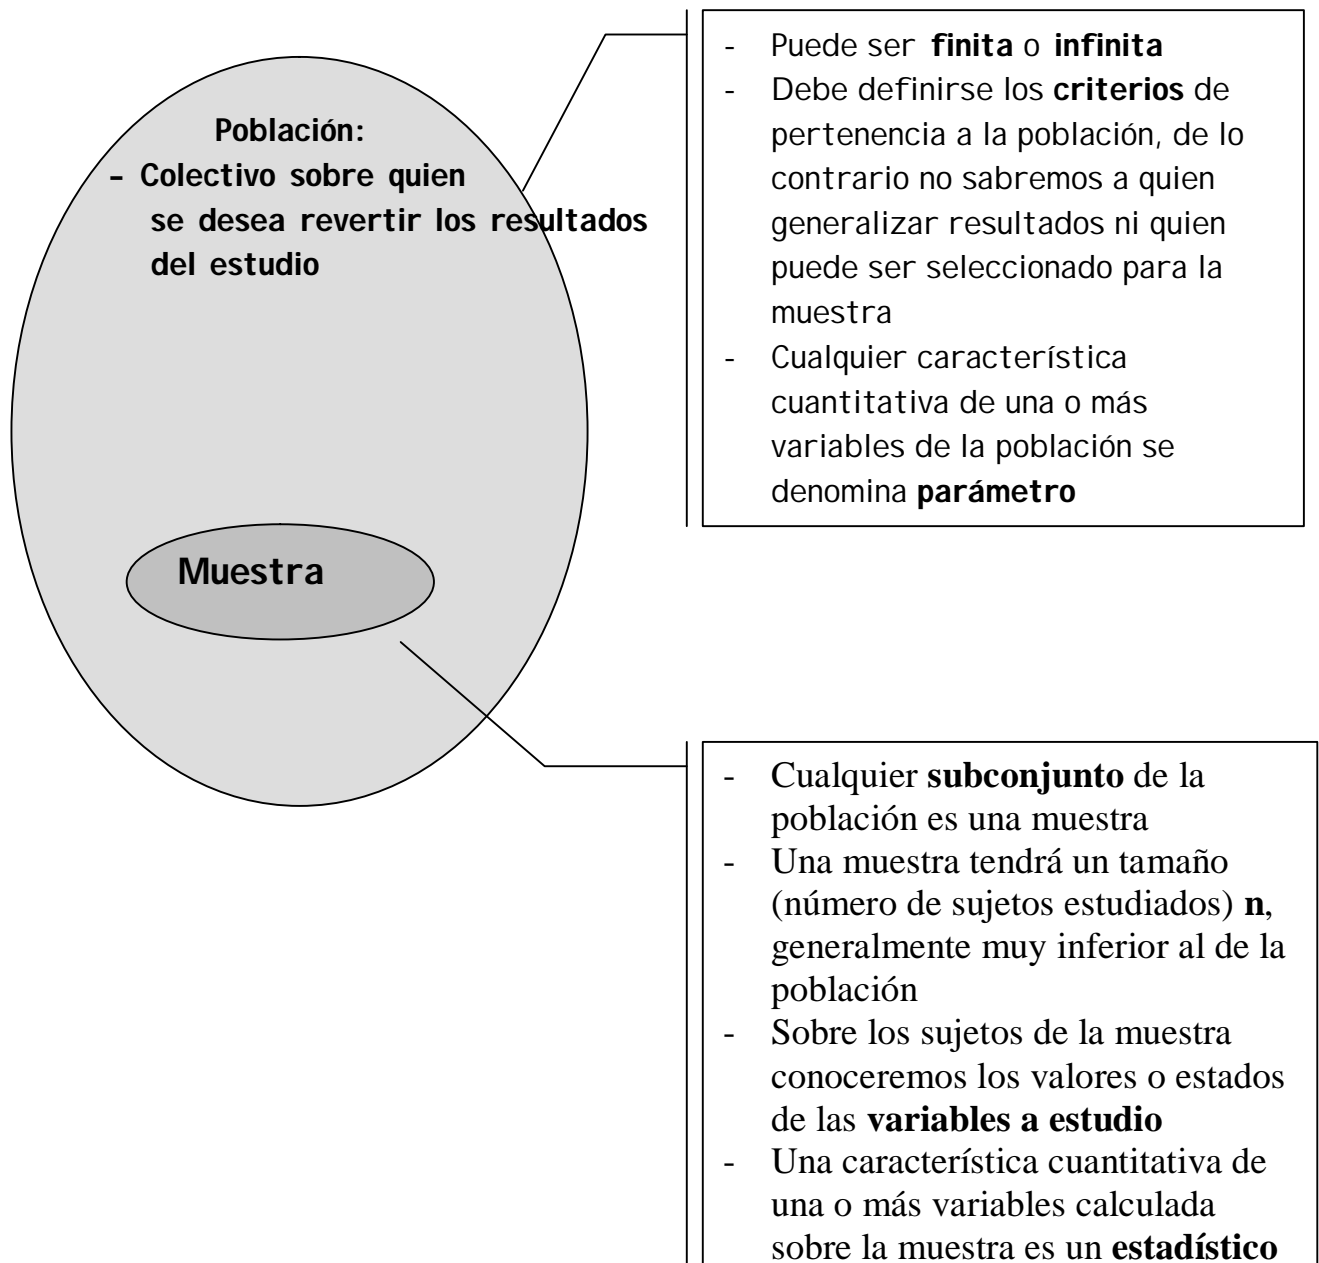 Población:
- Colectivo sobre quien
se desea revertir los resultados
del estudio
Muestra
- Puede ser finita o infinita
- Debe definirse los criterios de
pertenencia a la población, de lo
contrario no sabremos a quien
generalizar resultados ni quien
puede ser seleccionado para la
muestra
- Cualquier característica
cuantitativa de una o más
variables de la población se
denomina parámetro
- Cualquier subconjunto de la
población es una muestra
- Una muestra tendrá un tamaño
(número de sujetos estudiados) n,
generalmente muy inferior al de la
población
- Sobre los sujetos de la muestra
conoceremos los valores o estados
de las variables a estudio
- Una característica cuantitativa de
una o más variables calculada
sobre la muestra es un estadístico